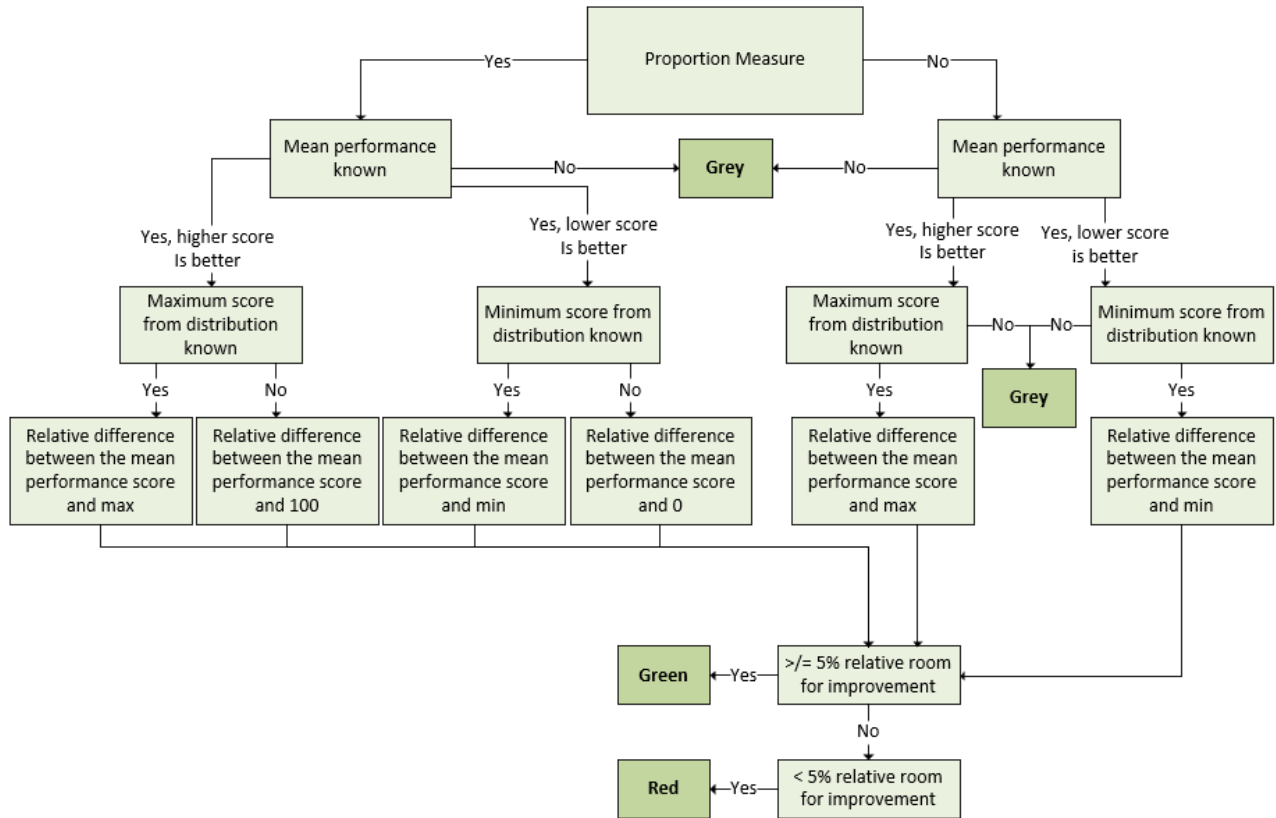 Proportion Measure
Yes
No
Mean performance
known
No
Grey
No
Mean performance
known
Yes, higher score
Is better
Yes, lower score
Is better
Yes, higher score
Is better
Yes, lower score
is better
Maximum score
from distribution
known
Minimum score from
distribution known
Maximum score
from distribution
known
No
No
Minimum score from
distribution known
Grey
Yes
No
Yes
No
Yes
Yes
Relative difference
between the mean
performance score
and max
Relative difference
between the mean
performance score
and 100
Relative difference
between the mean
performance score
and min
Relative difference
between the mean
performance score
and 0
Relative difference
between the mean
performance score
and max
Relative difference
between the mean
performance score
and min
Green
Yes
>/= 5% relative room
for improvement
No
Red
Yes
< 5% relative room
for improvement